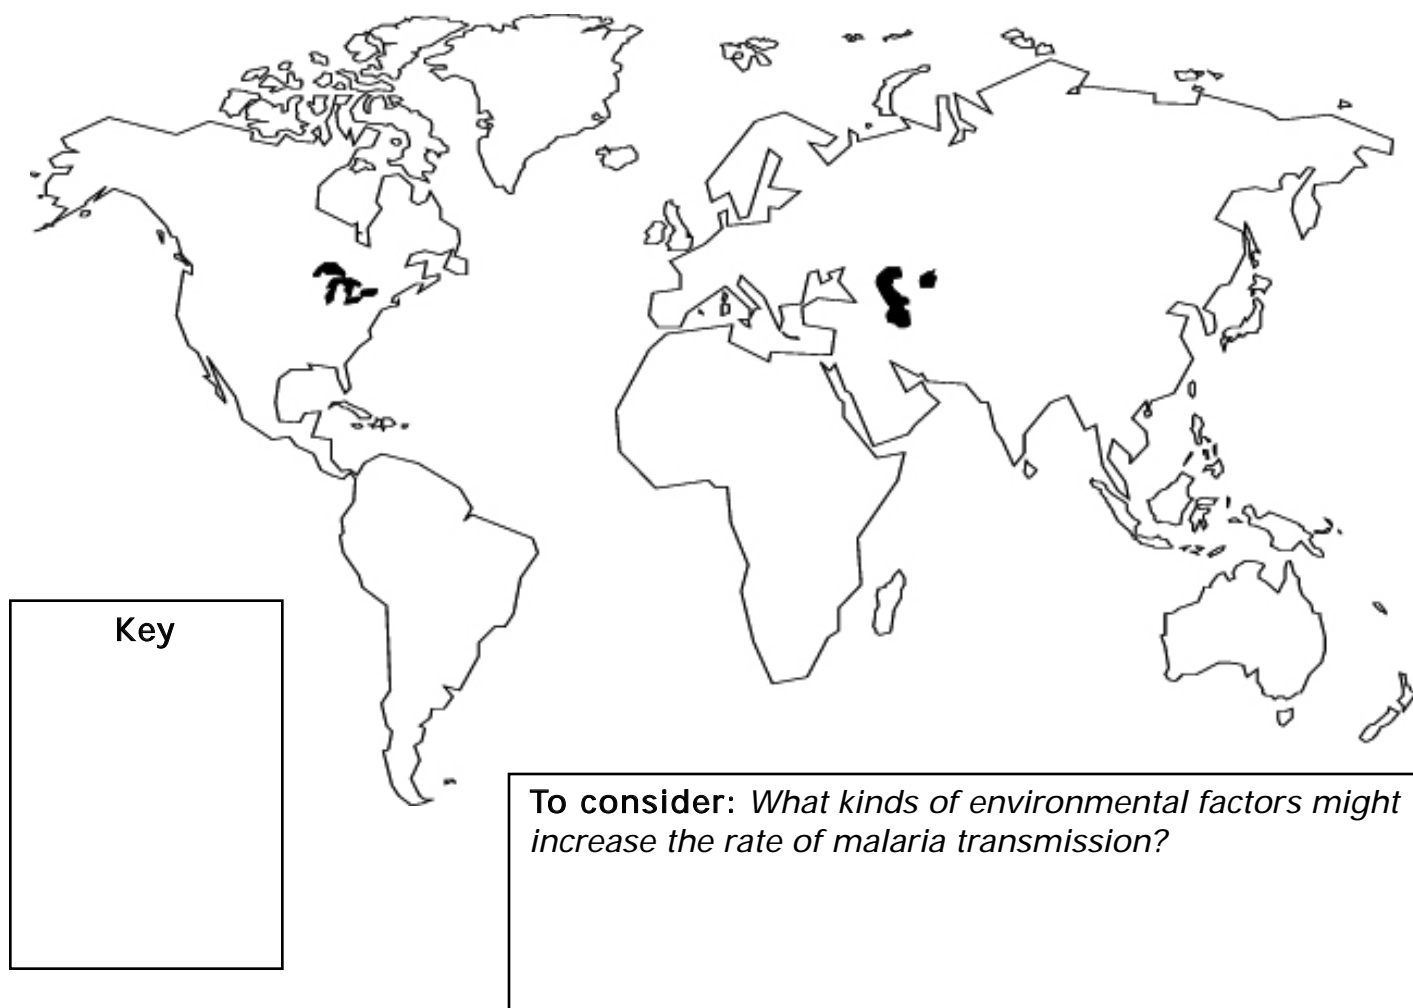 Key
To consider: What kinds of environmental factors might
increase the rate of malaria transmission?